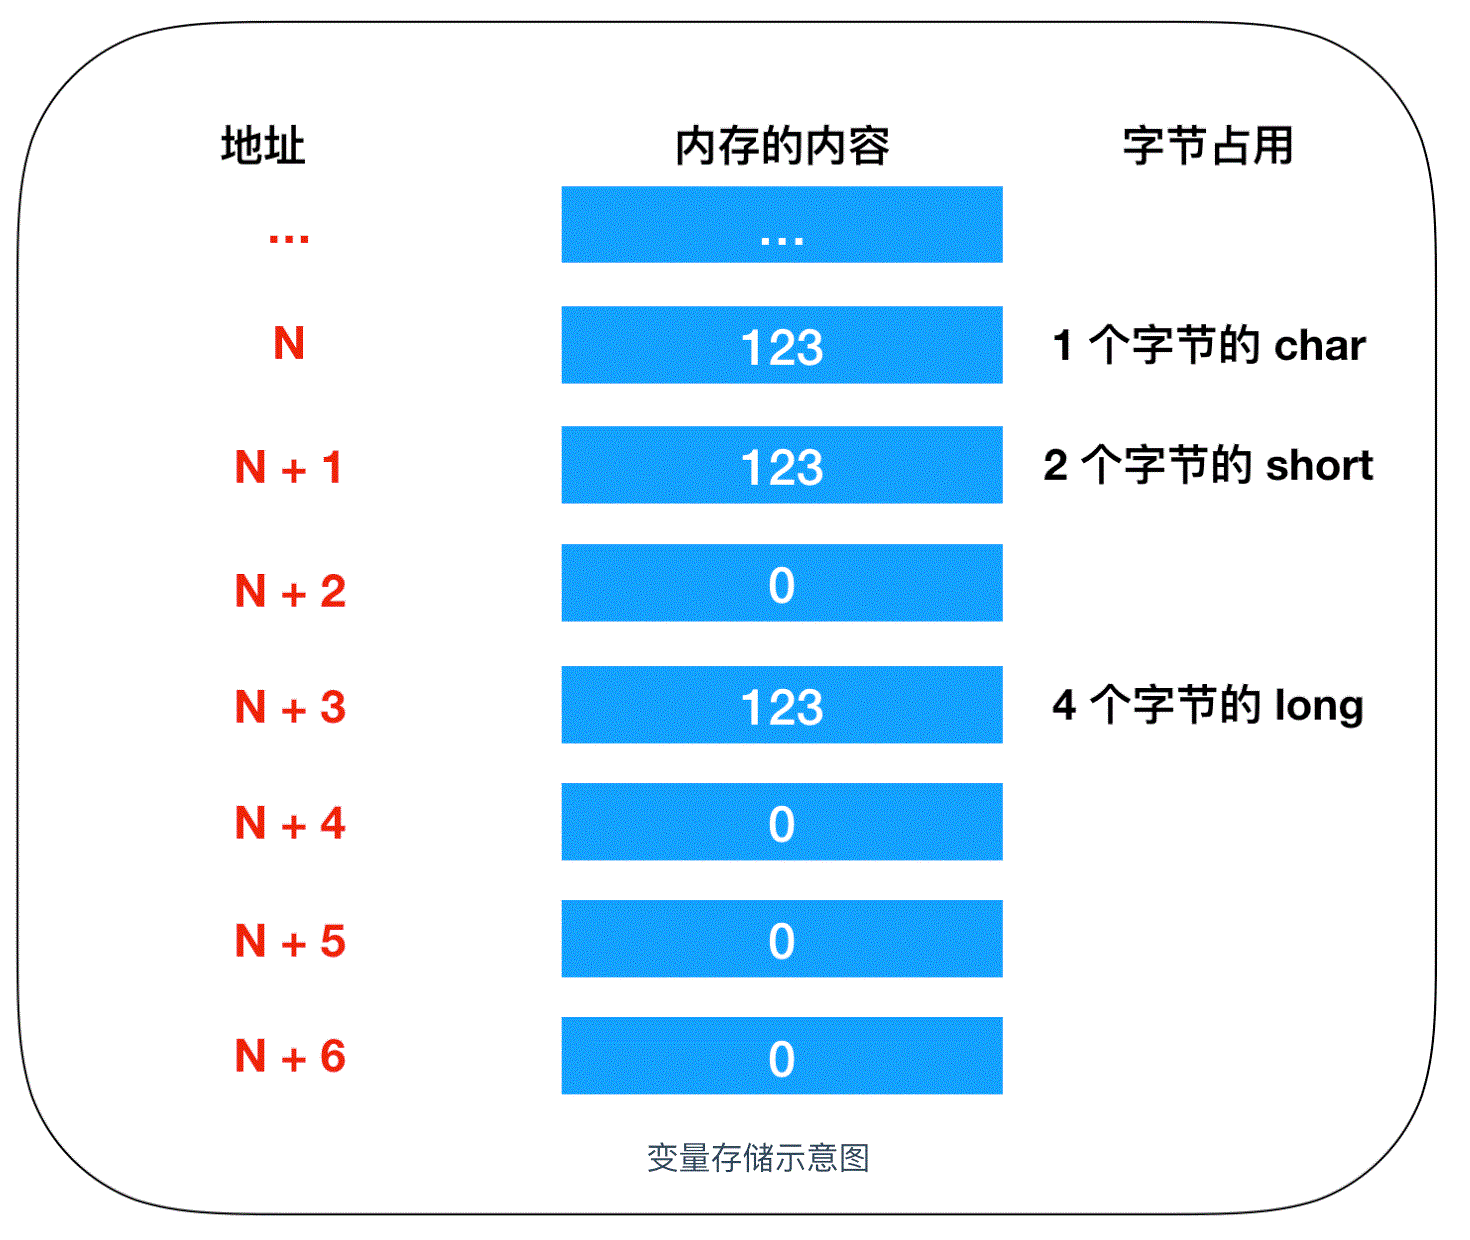 地址 内存的内容 字节占用
... ...
N 123 1 个字节的 char
N + 1 123 2 个字节的 short
N + 2 0
N + 3 123 4 个字节的 long
N + 4 0
N + 5 0
N + 6 0
变量存储示意图